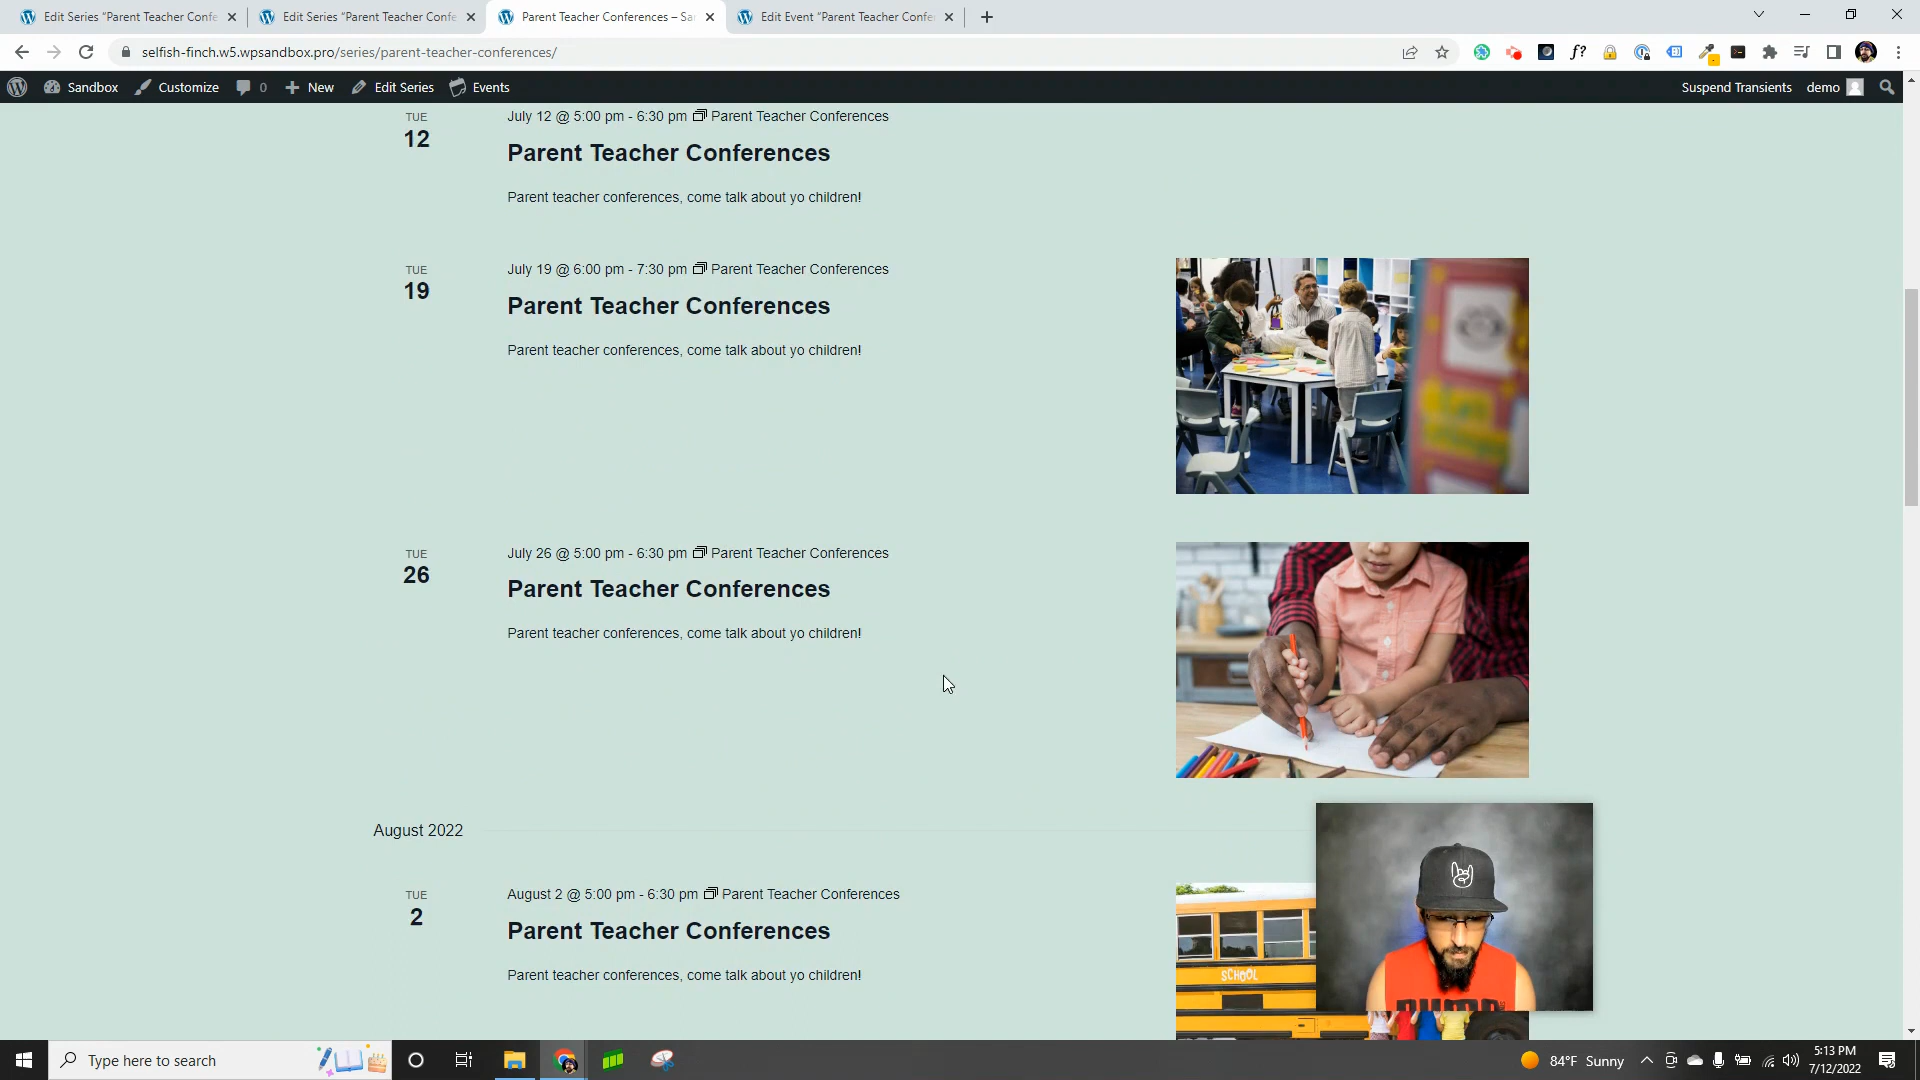 Edit Series “Parent Teacher Confe
Edit Series “Parent Teacher Confe
Parent Teacher Conferences – Sa
Edit Event “Parent Teacher Confe
selfish-finch.w5.wpsandbox.pro/series/parent-teacher-conferences/
Sandbox Customize 0 New Edit Series Events Suspend Transients demo
TUE
12
July 12 @ 5:00 pm - 6:30 pm Parent Teacher Conferences
Parent Teacher Conferences
Parent teacher conferences, come talk about yo children!
TUE
19
July 19 @ 6:00 pm - 7:30 pm Parent Teacher Conferences
Parent Teacher Conferences
Parent teacher conferences, come talk about yo children!
TUE
26
July 26 @ 5:00 pm - 6:30 pm Parent Teacher Conferences
Parent Teacher Conferences
Parent teacher conferences, come talk about yo children!
August 2022
TUE
2
August 2 @ 5:00 pm - 6:30 pm Parent Teacher Conferences
Parent Teacher Conferences
Parent teacher conferences, come talk about yo children!
SCHOOL
PUMA
Type here to search
84°F Sunny
5:13 PM
7/12/2022